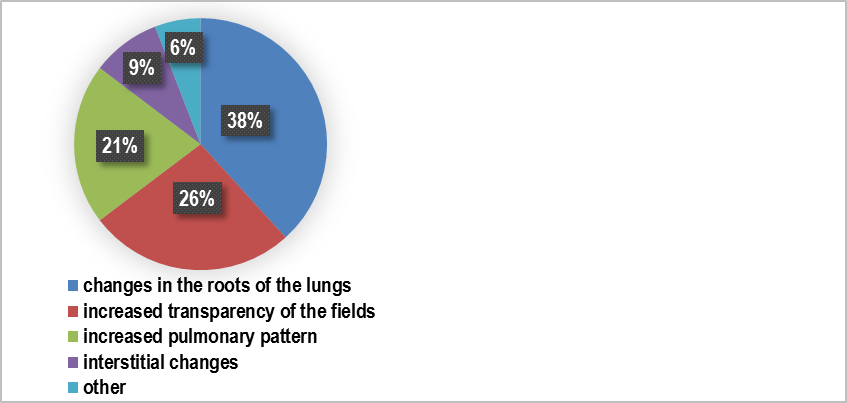 6%
9%
38%
21%
26%
changes in the roots of the lungs
increased transparency of the fields
increased pulmonary pattern
interstitial changes
other